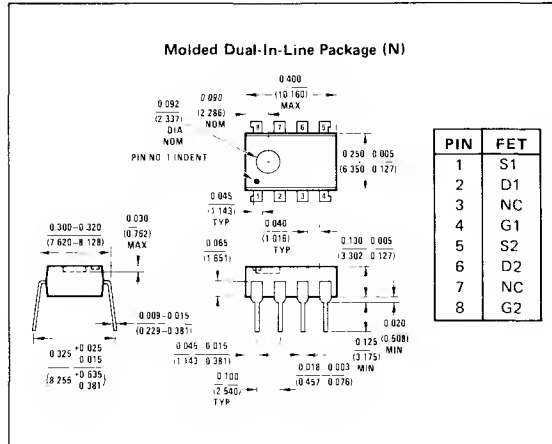 Molded Dual-In-Line Package (N)
0.400
(10 160)
MAX
0.092
(2 337)
DIA
NOM
0.090
(2 286)
NOM
PIN NO 1 INDENT
8 7 6 5
0 250 0 005
(6 350 0 127)
1 2 3 4
0.045
(1 143)
TYP
0.040
(1 016)
TYP
0.300-0.320
(7 620-8 128)
0.030
(0 762)
MAX
0.065
(1 651)
0.130 0 005
(3 302 0 127)
0.009-0.015
(0 229-0 381)
0.020
(0 508)
MIN
0.125
(3 175)
MIN
0.325 +0 025
0 015
(8 255 +0 635
0 381)
0 045 0 015
(1 143 0 381)
0.018 0 003
(0 457 0 076)
0 100
(2 540)
TYP
PIN FET
1 S1
2 D1
3 NC
4 G1
5 S2
6 D2
7 NC
8 G2